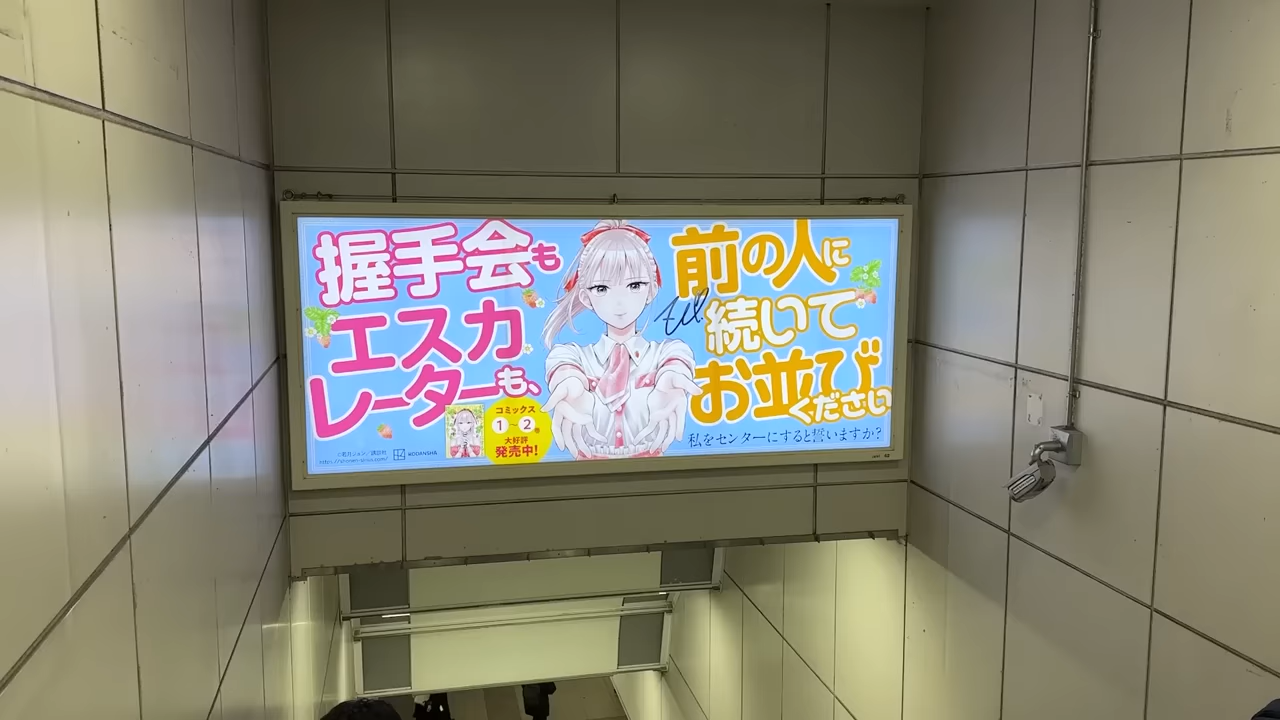 握手会も
エスカ
レーターも、
前の人に
続いて
お並び
ください
私をセンターにすると誓いますか?
コミックス
1~2
大好評
発売中!
KODANSHA